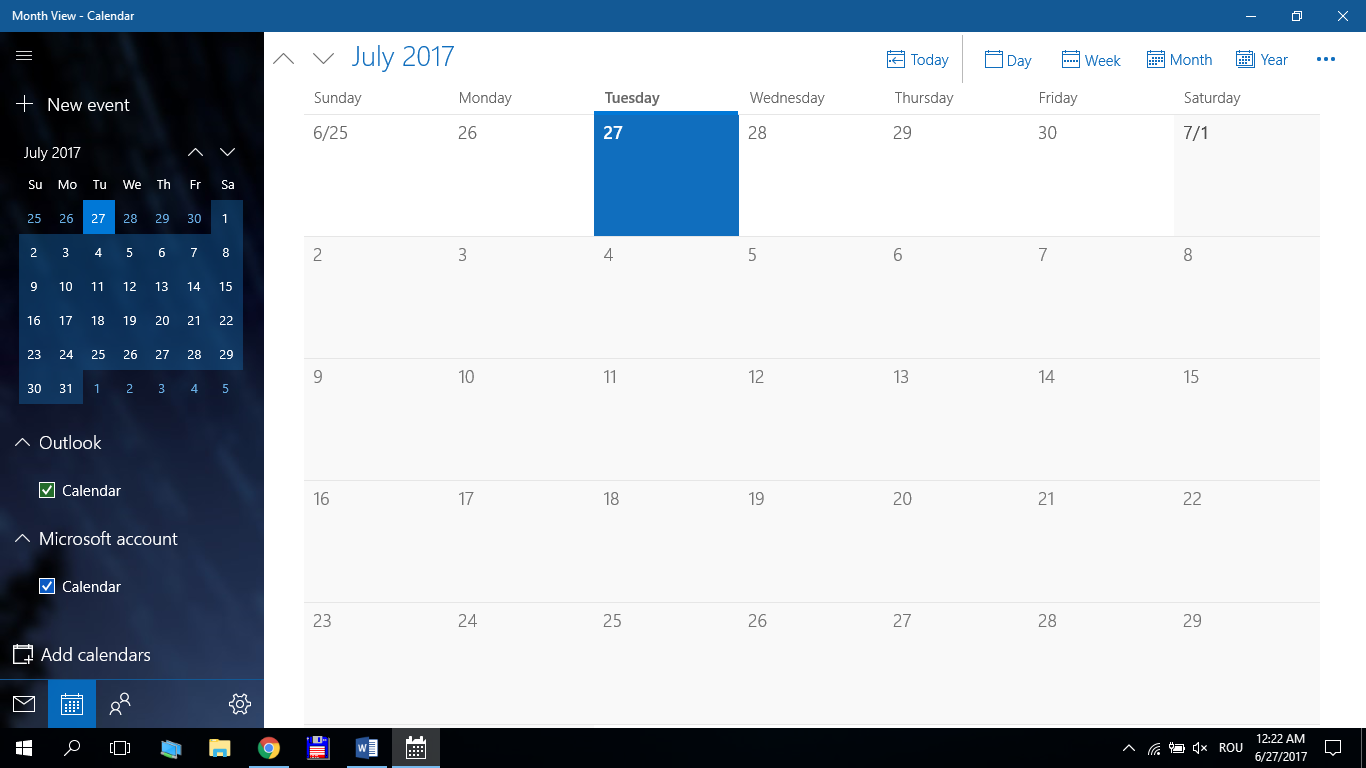 Month View - Calendar
New event
July 2017
Su Mo Tu We Th Fr Sa
25 26 27 28 29 30 1
2 3 4 5 6 7 8
9 10 11 12 13 14 15
16 17 18 19 20 21 22
23 24 25 26 27 28 29
30 31 1 2 3 4 5
Outlook
Calendar
Microsoft account
Calendar
Add calendars
July 2017
Today Day Week Month Year
Sunday Monday Tuesday Wednesday Thursday Friday Saturday
6/25 26 27 28 29 30 7/1
2 3 4 5 6 7 8
9 10 11 12 13 14 15
16 17 18 19 20 21 22
23 24 25 26 27 28 29
ROU
12:22 AM
6/27/2017